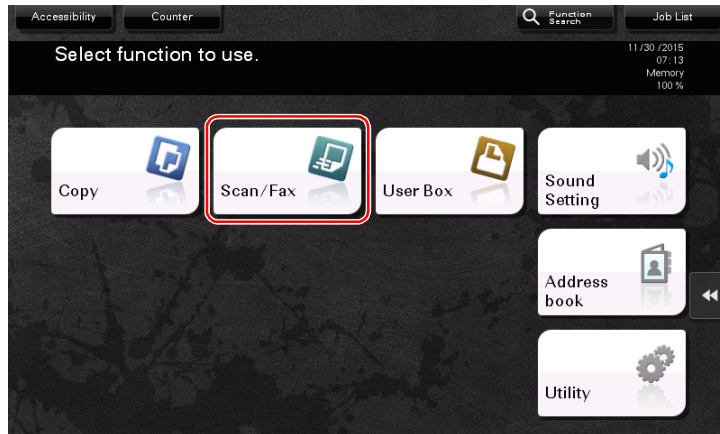 Accessibility
Counter
Function
Search
Job List
Select function to use.
11/30 /2015
07:13
Memory
100 %
Copy
Scan/Fax
User Box
Sound
Setting
Address
book
Utility